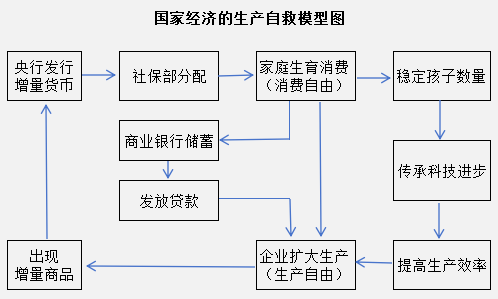 国家经济的生产自救模型图
央行发行
增量货币
社保部分配
家庭生育消费
（消费自由）
稳定孩子数量
商业银行储蓄
传承科技进步
发放贷款
出现
增量商品
企业扩大生产
（生产自由）
提高生产效率